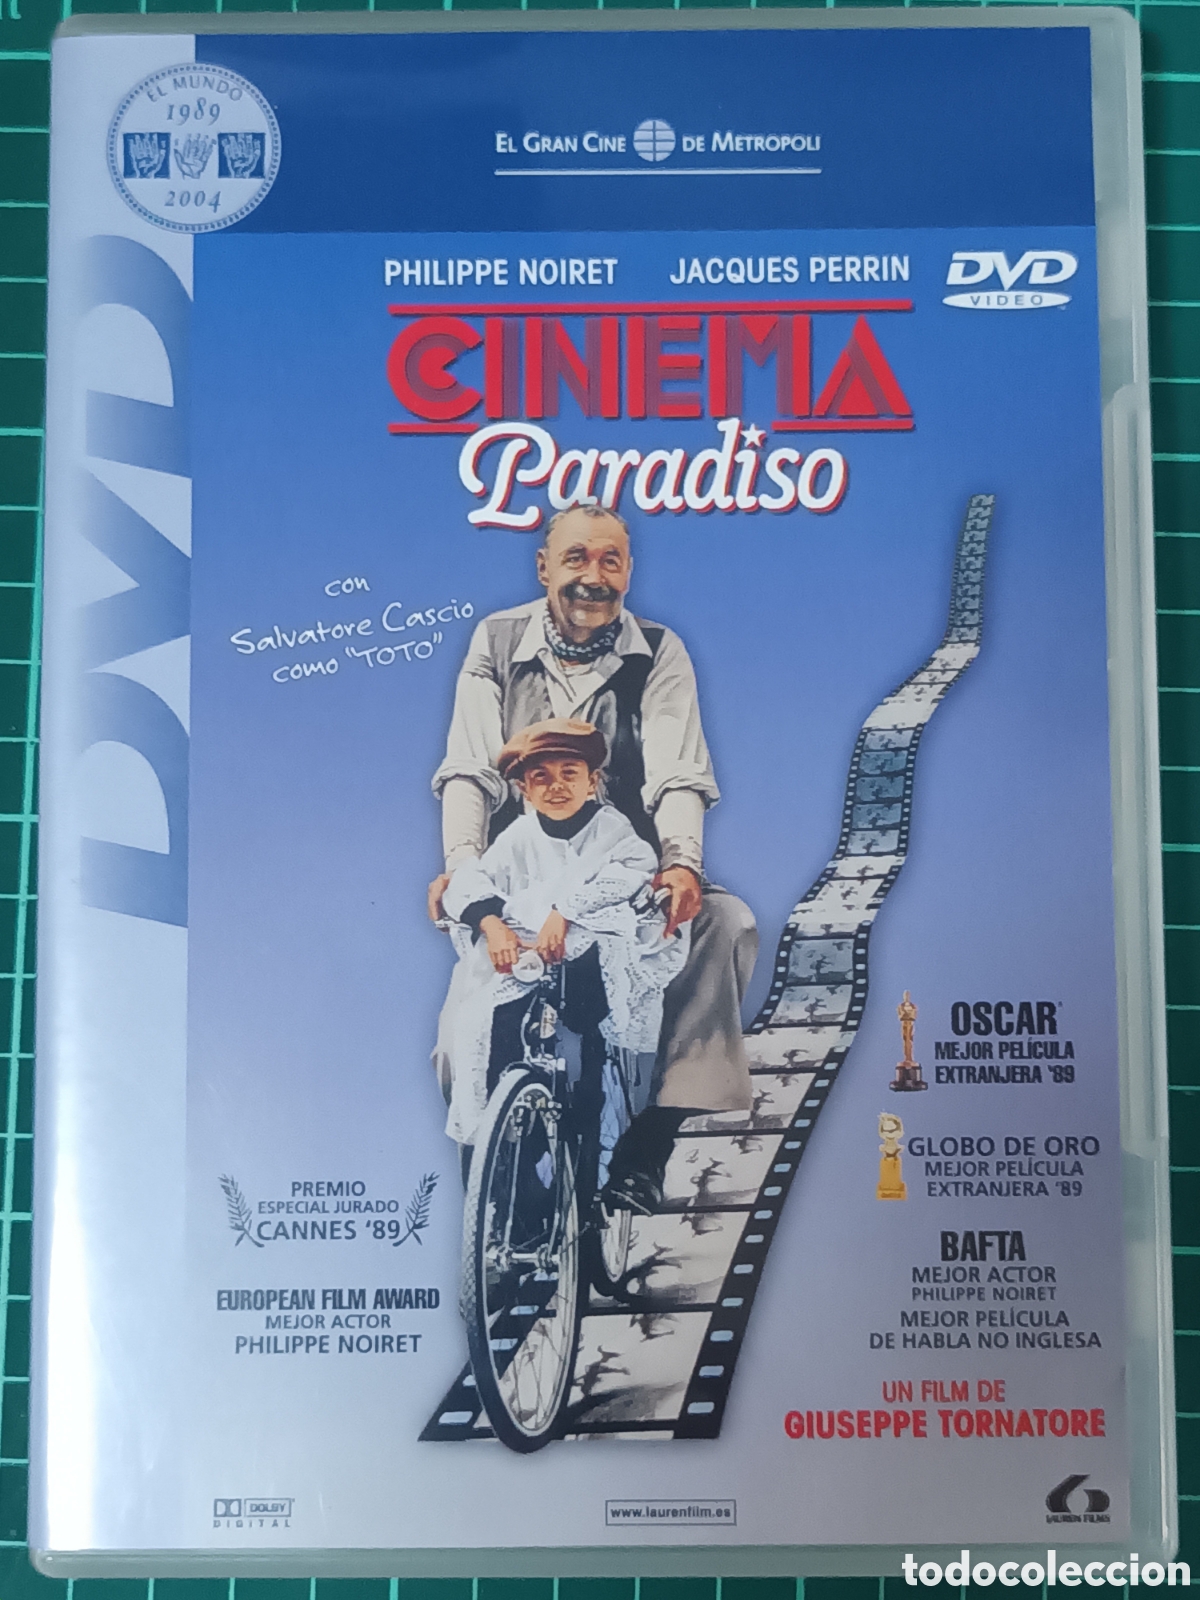 EL MUNDO
1989
2004
EL GRAN CINE DE METROPOLI
DVD
PHILIPPE NOIRET JACQUES PERRIN
DVD
VIDEO
CINEMA
Paradiso
con
Salvatore Cascio
como "TOTO"
OSCAR
MEJOR PELÍCULA
EXTRANJERA '89
GLOBO DE ORO
MEJOR PELÍCULA
EXTRANJERA '89
PREMIO
ESPECIAL JURADO
CANNES '89
BAFTA
MEJOR ACTOR
PHILIPPE NOIRET
MEJOR PELÍCULA
DE HABLA NO INGLESA
EUROPEAN FILM AWARD
MEJOR ACTOR
PHILIPPE NOIRET
UN FILM DE
GIUSEPPE TORNATORE
DOLBY
DIGITAL
www.laurenfilm.es
LAUREN FILMS
todocoleccion